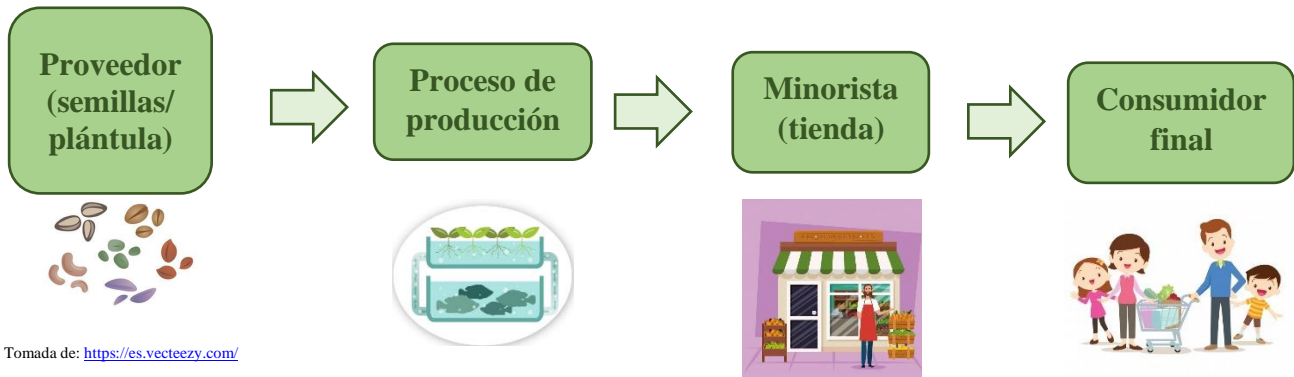 Proveedor
(semillas/
plántula)
Proceso de
producción
Minorista
(tienda)
Consumidor
final
Tomada de: https://es.vecteezy.com/